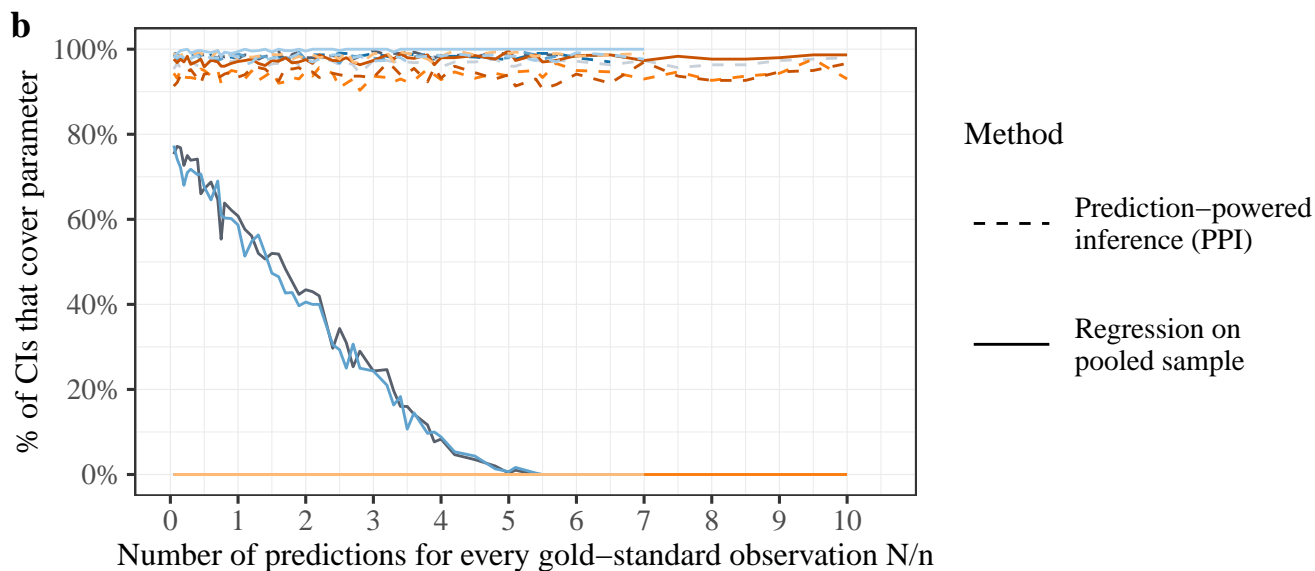 b
% of CIs that cover parameter
100%
80%
60%
40%
20%
0%
0 1 2 3 4 5 6 7 8 9 10
Number of predictions for every gold−standard observation N/n
Method
Prediction−powered
inference (PPI)
Regression on
pooled sample